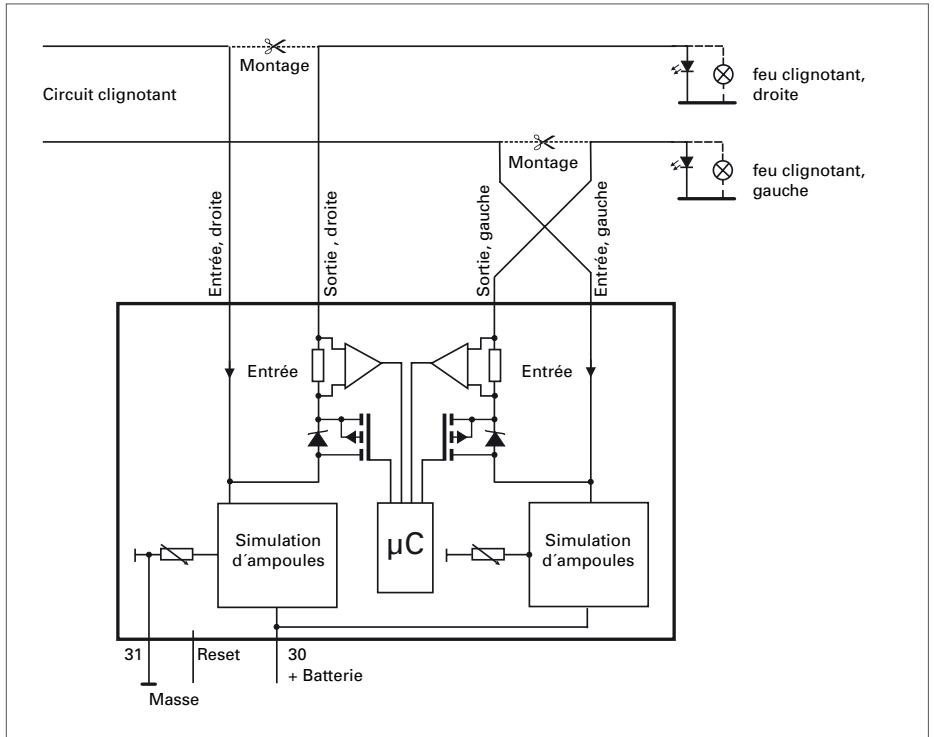 Montage
feu clignotant,
droite
Circuit clignotant
Montage
feu clignotant,
gauche
Entrée, droite
Sortie , droite
Sortie, gauche
Entrée, gauche
Entrée
Entrée
Simulation
d´ampoules
µC
Simulation
d´ampoules
31
Reset
30
+ Batterie
Masse